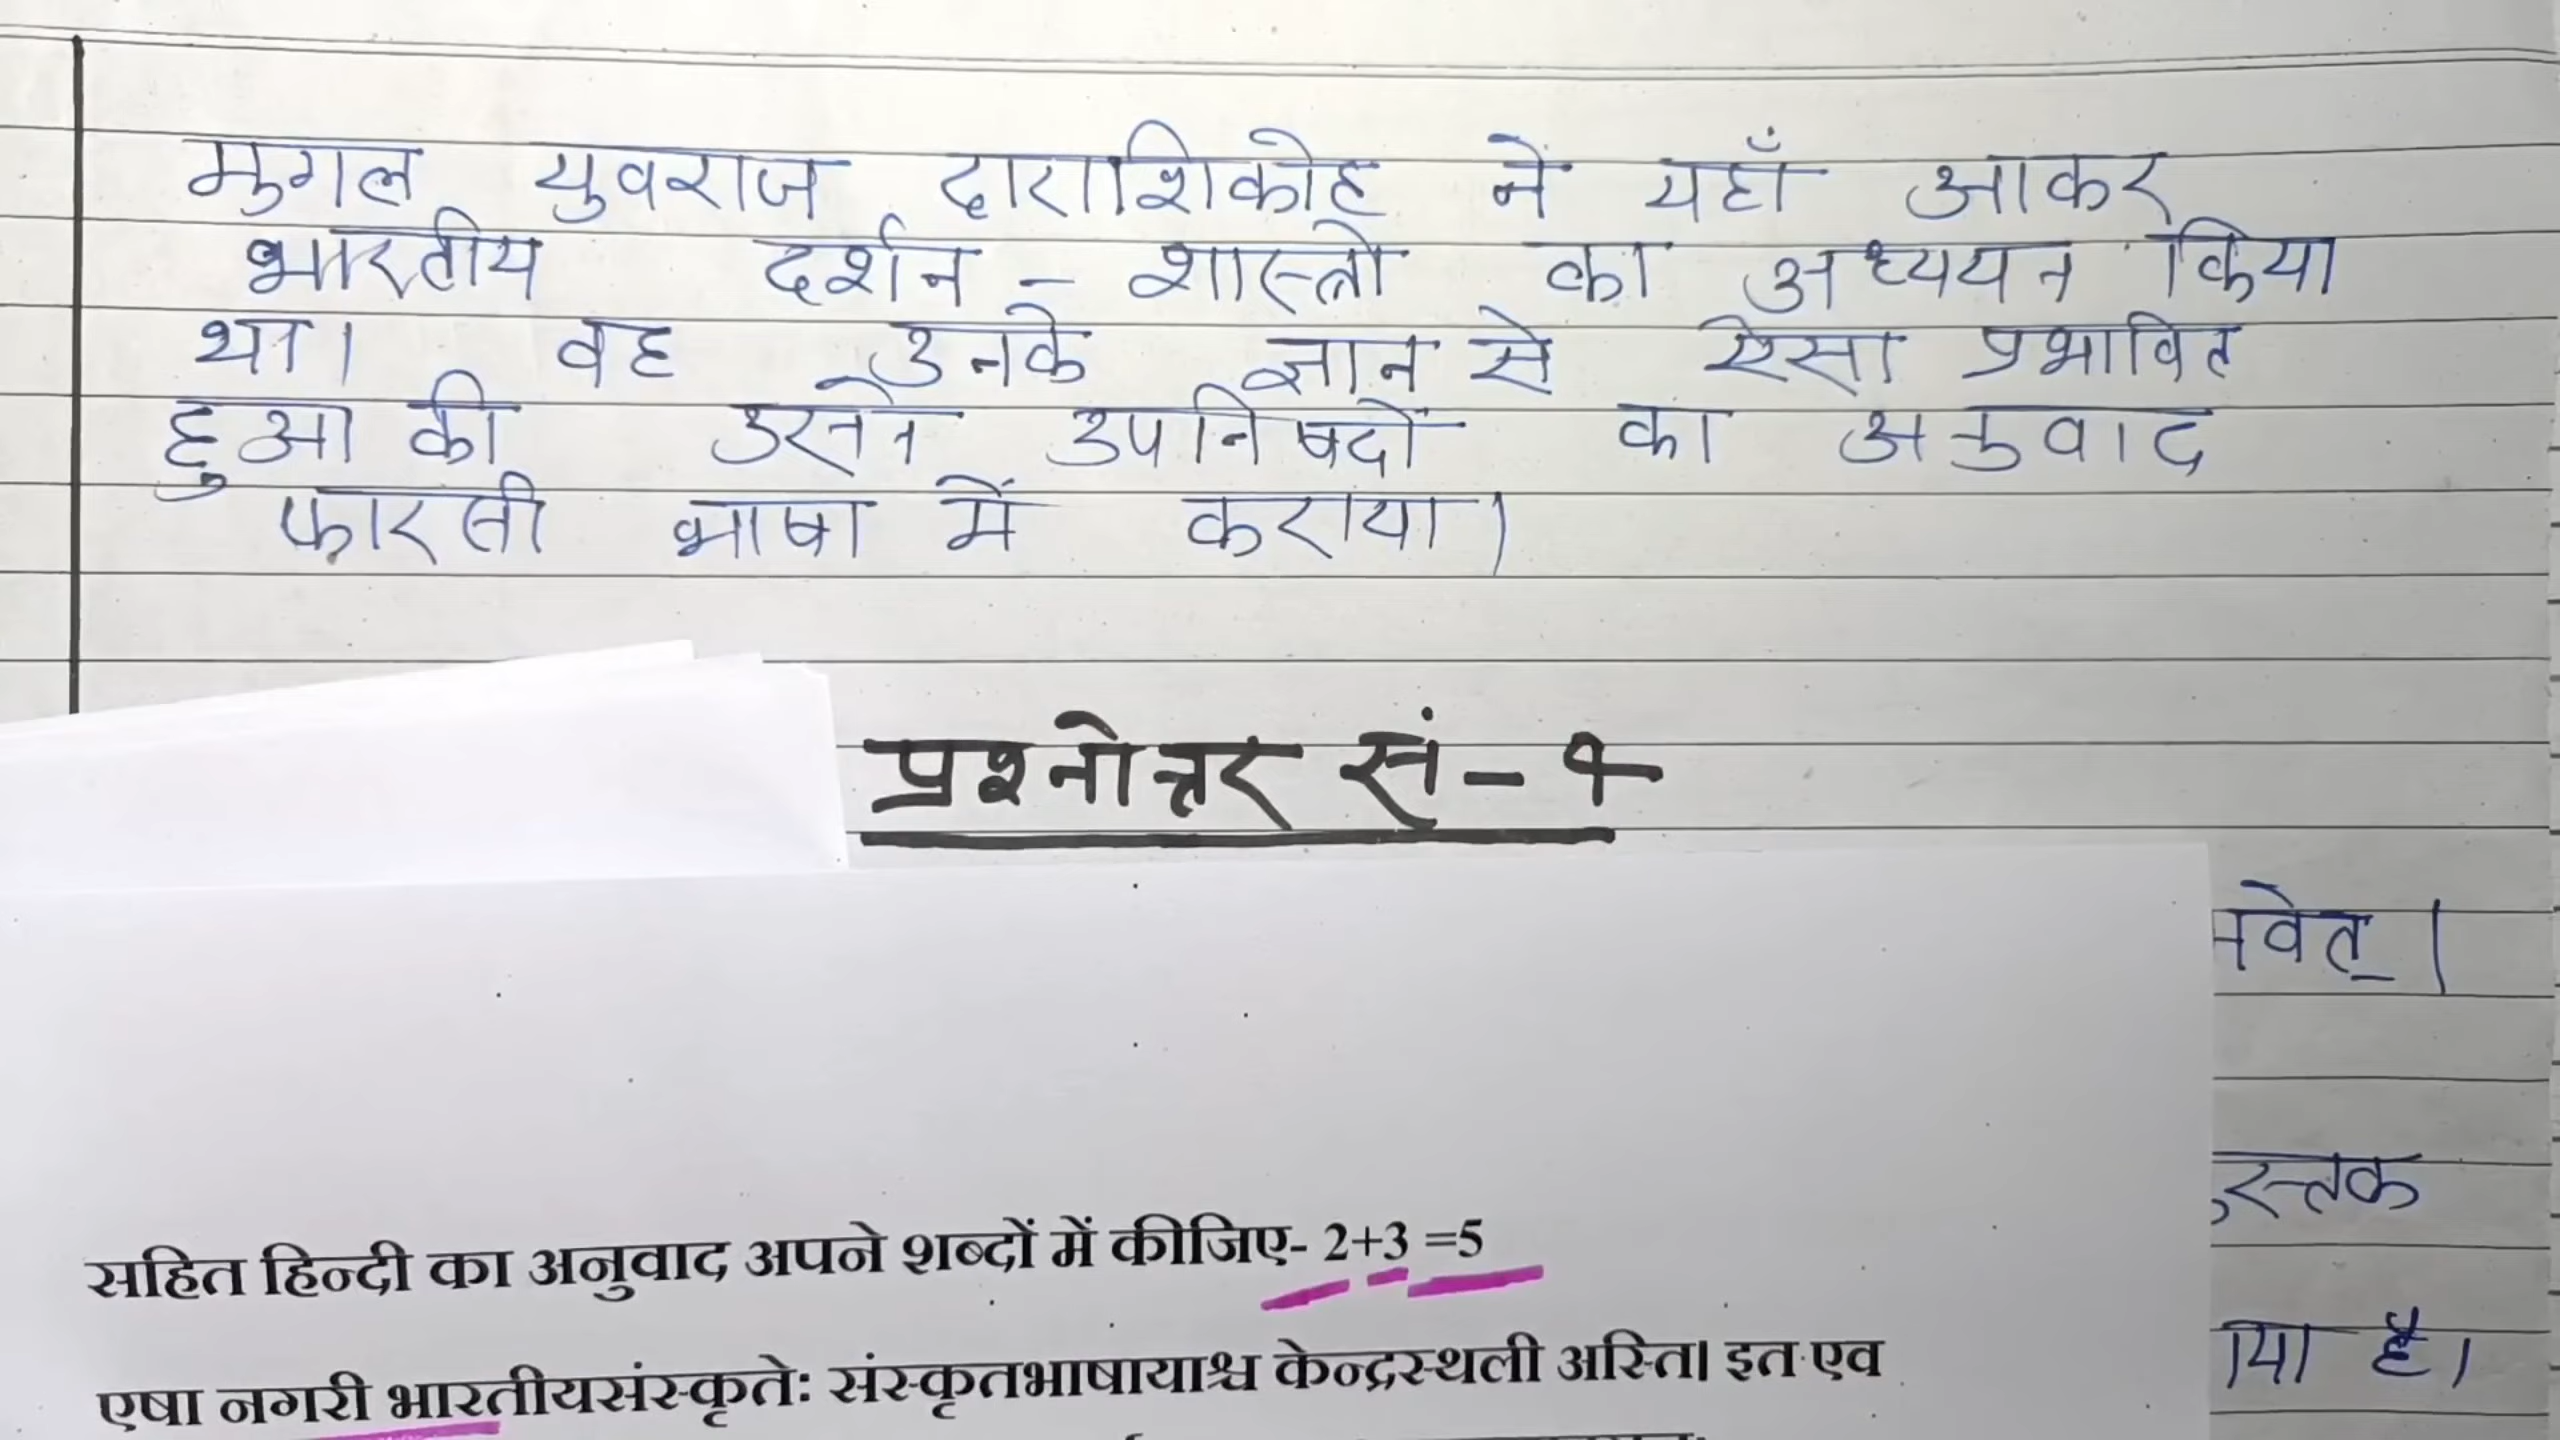 मुगल युवराज दाराशिकोह ने यहाँ आकर
भारतीय दर्शन - शास्त्रो का अध्ययन किया
था। वह उनके ज्ञान से ऐसा प्रभावित
हुआ की उसने उपनिषदों का अनुवाद
फारसी भाषा में कराया।
प्रश्नोत्तर सं - 9
सहित हिन्दी का अनुवाद अपने शब्दों में कीजिए- 2+3 =5
एषा नगरी भारतीयसंस्कृतेः संस्कृतभाषायाश्च केन्द्रस्थली अस्ति। इत एव
है।